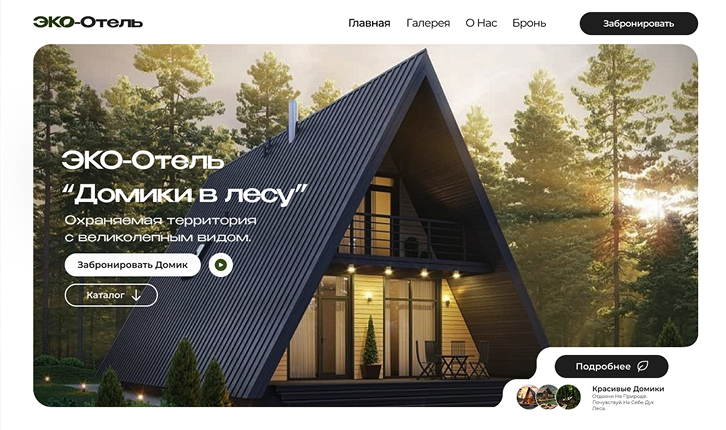 ЭКО-Отель
Главная Галерея О Нас Бронь
Забронировать
ЭКО-Отель
“Домики в лесу”
Охраняемая территория
с великолепным видом.
Забронировать Домик
Каталог
Подробнее
Красивые Домики
Отдохни На Природе.
Почувствуй На Себе Дух
Леса.